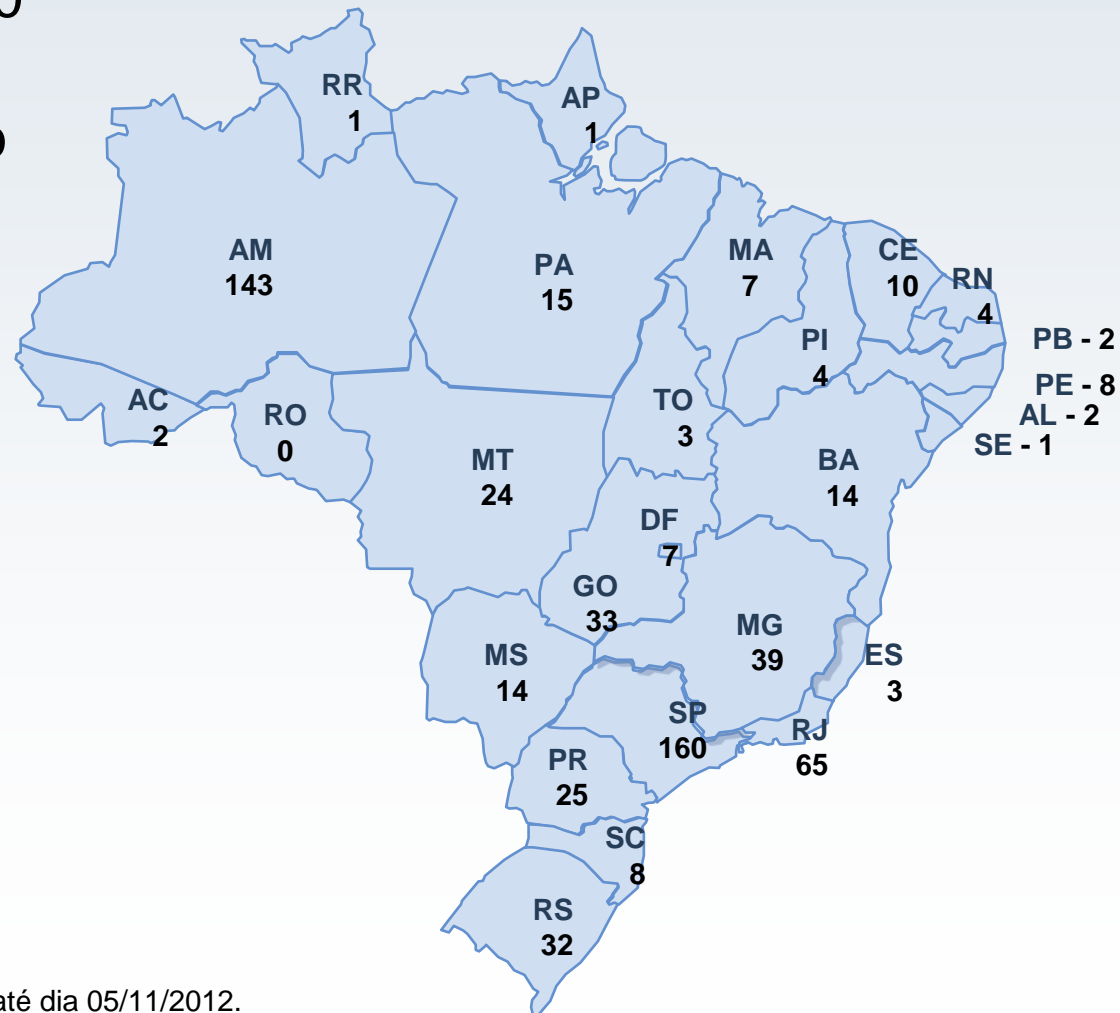 RR
1
AP
1
AM
143
PA
15
MA
7
CE
10
RN
4
PI
4
PB - 2
PE - 8
AL - 2
SE - 1
AC
2
RO
0
TO
3
MT
24
BA
14
DF
7
GO
33
MG
39
MS
14
ES
3
SP
160
RJ
65
PR
25
SC
8
RS
32
até dia 05/11/2012.